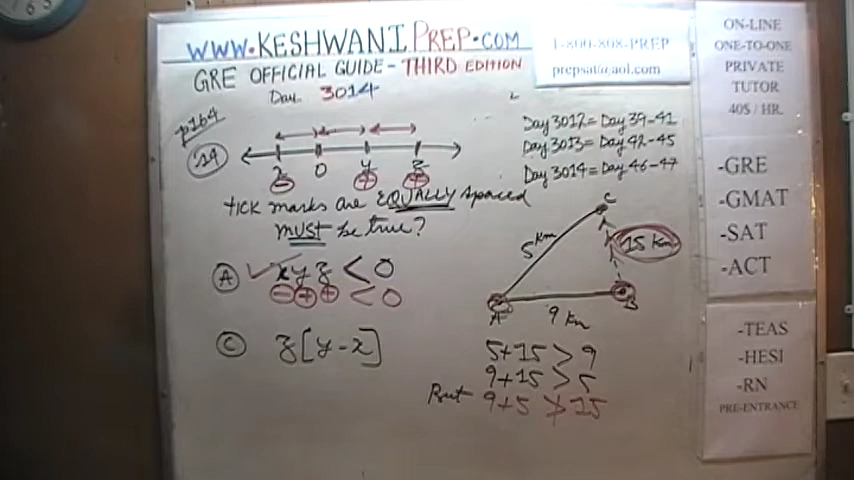 www.KESHWANIPREP.COM
GRE OFFICIAL GUIDE - THIRD EDITION
Day 3014
1-800-808-PREP
prepsat@aol.com
p164
19
x 0 y z
- + +
tick marks are EQUALLY spaced
MUST be true?
A xyz < 0
- + + < 0
C z[y-x]
Day 3012 = Day 39-41
Day 3013 = Day 42-45
Day 3014 = Day 46-47
C
5 km
15 km
A B
9 km
5+15 > 9
9+15 > 5
But 9+5 ≯ 15
ON-LINE
ONE-TO-ONE
PRIVATE
TUTOR
40$ / HR.
-GRE
-GMAT
-SAT
-ACT
-TEAS
-HESI
-RN
PRE-ENTRANCE